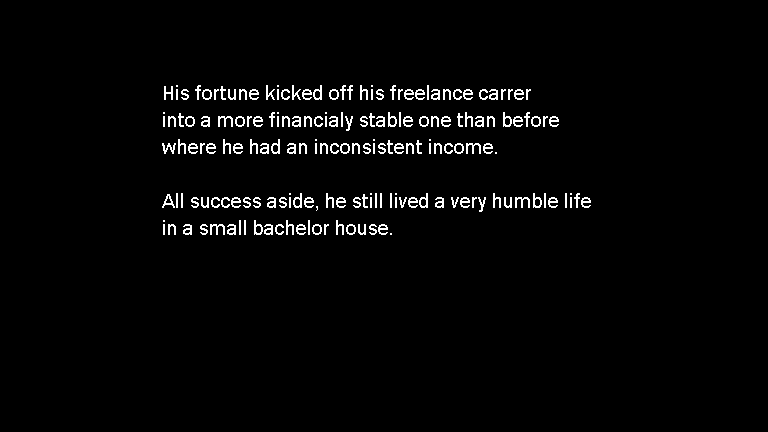 His fortune kicked off his freelance carrer
into a more financialy stable one than before
where he had an inconsistent income.
All success aside, he still lived a very humble life
in a small bachelor house.